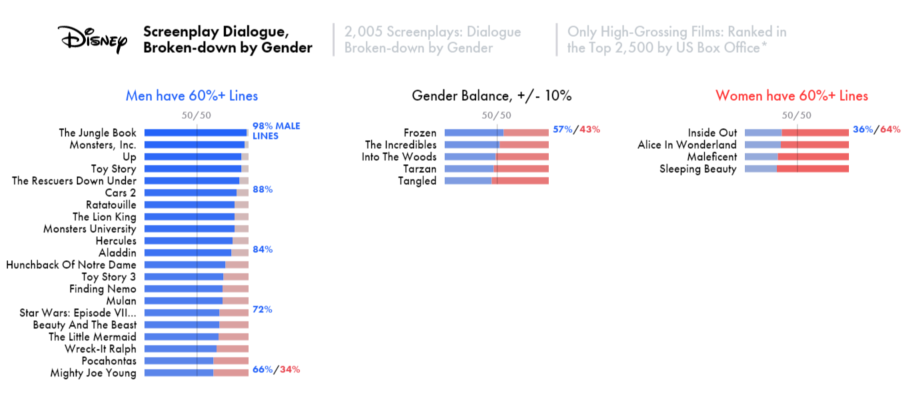 Disney
Screenplay Dialogue,
Broken-down by Gender
2,005 Screenplays: Dialogue
Broken-down by Gender
Only High-Grossing Films: Ranked in
the Top 2,500 by US Box Office*
Men have 60%+ Lines
50/50
The Jungle Book
98% MALE
LINES
Monsters, Inc.
Up
Toy Story
The Rescuers Down Under
Cars 2 88%
Ratatouille
The Lion King
Monsters University
Hercules
Aladdin 84%
Hunchback Of Notre Dame
Toy Story 3
Finding Nemo
Mulan
Star Wars: Episode VII... 72%
Beauty And The Beast
The Little Mermaid
Wreck-It Ralph
Pocahontas
Mighty Joe Young 66%/34%
Gender Balance, +/- 10%
50/50
Frozen 57%/43%
The Incredibles
Into The Woods
Tarzan
Tangled
Women have 60%+ Lines
50/50
Inside Out 36%/64%
Alice In Wonderland
Maleficent
Sleeping Beauty